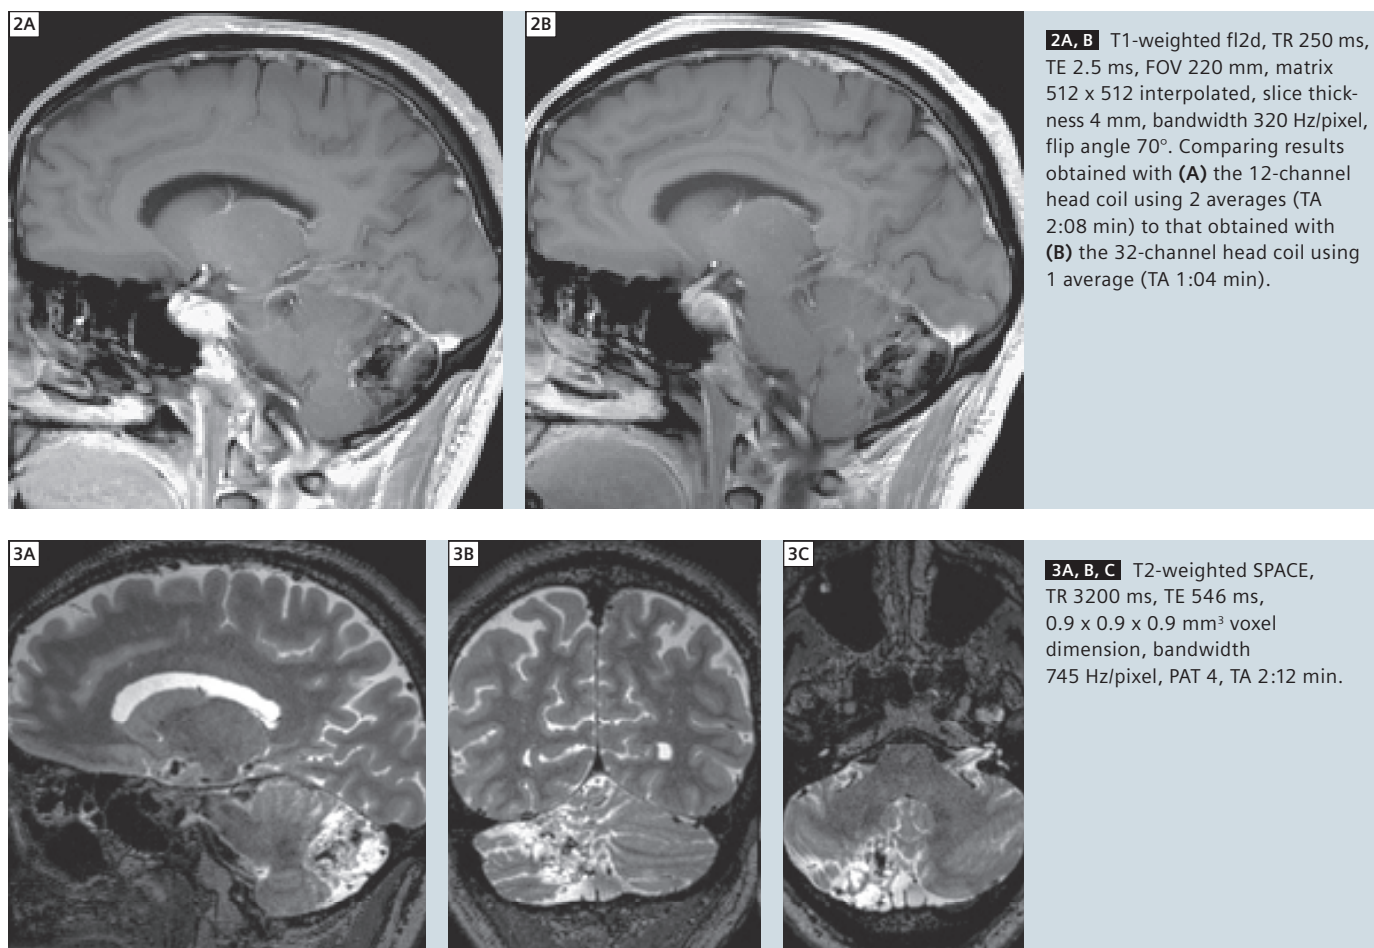 2A
2B
2A, B T1-weighted fl2d, TR 250 ms,
TE 2.5 ms, FOV 220 mm, matrix
512 x 512 interpolated, slice thick-
ness 4 mm, bandwidth 320 Hz/pixel,
flip angle 70°. Comparing results
obtained with (A) the 12-channel
head coil using 2 averages (TA
2:08 min) to that obtained with
(B) the 32-channel head coil using
1 average (TA 1:04 min).
3A
3B
3C
3A, B, C T2-weighted SPACE,
TR 3200 ms, TE 546 ms,
0.9 x 0.9 x 0.9 mm³ voxel
dimension, bandwidth
745 Hz/pixel, PAT 4, TA 2:12 min.